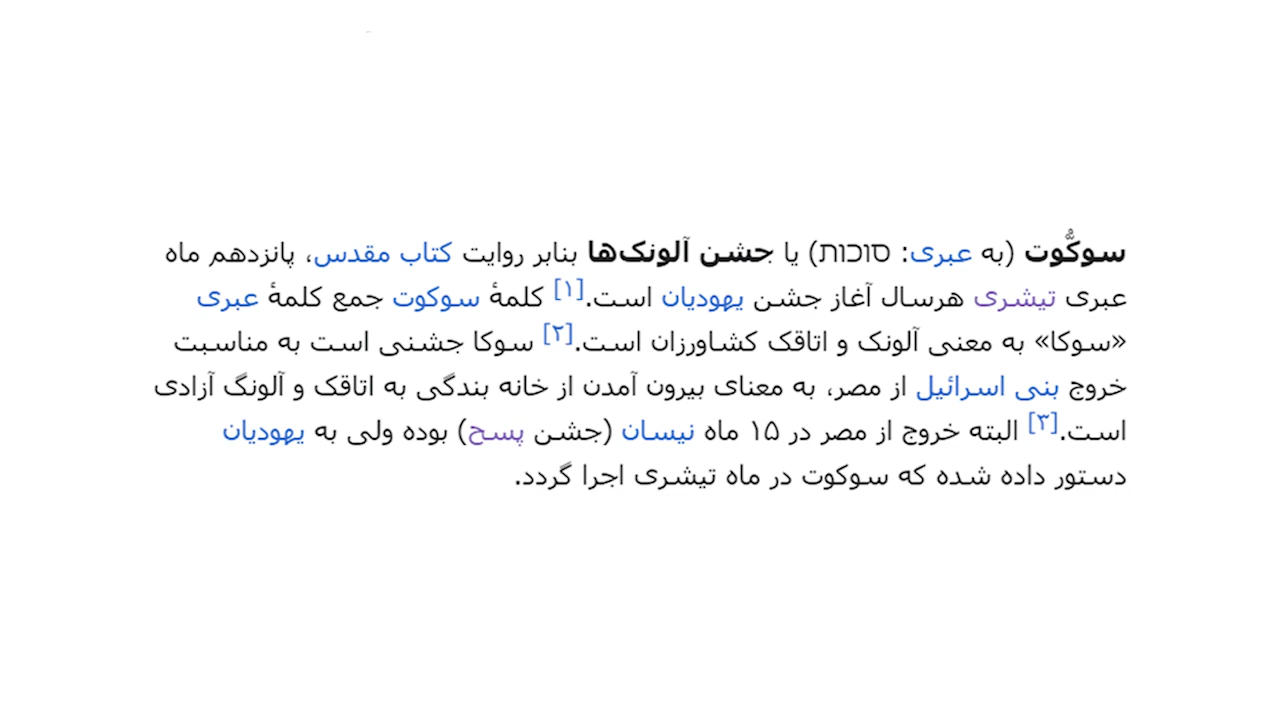 سوکُّوت (به عبری: סוכות) یا جشن آلونک‌ها بنابر روایت کتاب مقدس، پانزدهم ماه
عبری تیشری هرسال آغاز جشن یهودیان است.[۱] کلمهٔ سوکوت جمع کلمهٔ عبری
«سوکا» به معنی آلونک و اتاقک کشاورزان است.[۲] سوکا جشنی است به مناسبت
خروج بنی اسرائیل از مصر، به معنای بیرون آمدن از خانه بندگی به اتاقک و آلونگ آزادی
است.[۳] البته خروج از مصر در ۱۵ ماه نیسان (جشن پسح) بوده ولی به یهودیان
دستور داده شده که سوکوت در ماه تیشری اجرا گردد.